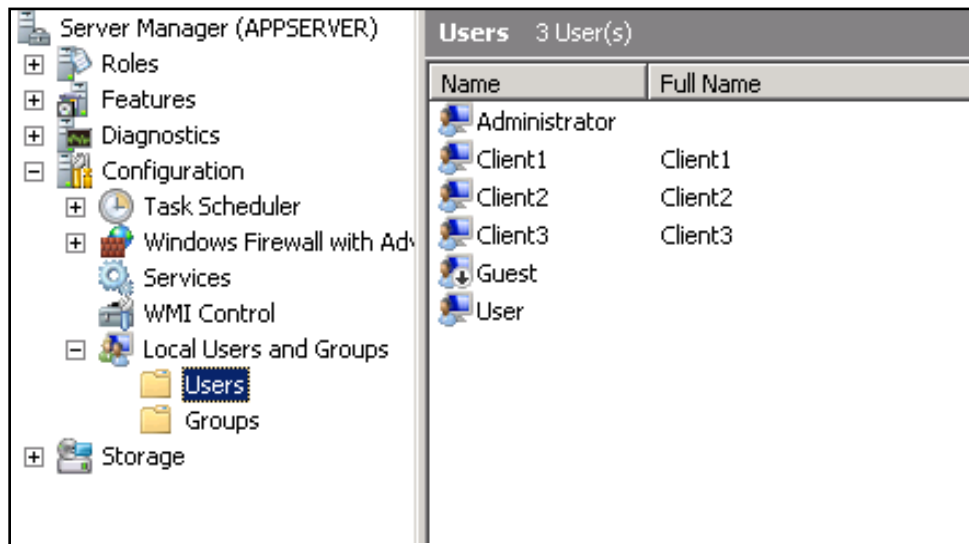 Server Manager (APPSERVER)
Roles
Features
Diagnostics
Configuration
Task Scheduler
Windows Firewall with Adv
Services
WMI Control
Local Users and Groups
Users
Groups
Storage
Users 3 User(s)
Name Full Name
Administrator
Client1 Client1
Client2 Client2
Client3 Client3
Guest
User